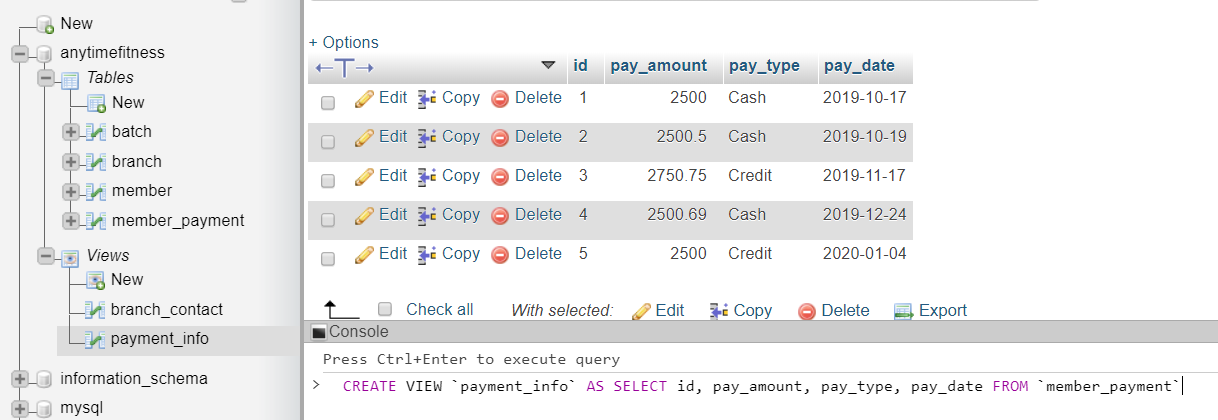 New
anytimefitness
Tables
New
batch
branch
member
member_payment
Views
New
branch_contact
payment_info
information_schema
mysql
+ Options
id pay_amount pay_type pay_date
Edit Copy Delete 1 2500 Cash 2019-10-17
Edit Copy Delete 2 2500.5 Cash 2019-10-19
Edit Copy Delete 3 2750.75 Credit 2019-11-17
Edit Copy Delete 4 2500.69 Cash 2019-12-24
Edit Copy Delete 5 2500 Credit 2020-01-04
Check all With selected: Edit Copy Delete Export
Console
Press Ctrl+Enter to execute query
> CREATE VIEW `payment_info` AS SELECT id, pay_amount, pay_type, pay_date FROM `member_payment`